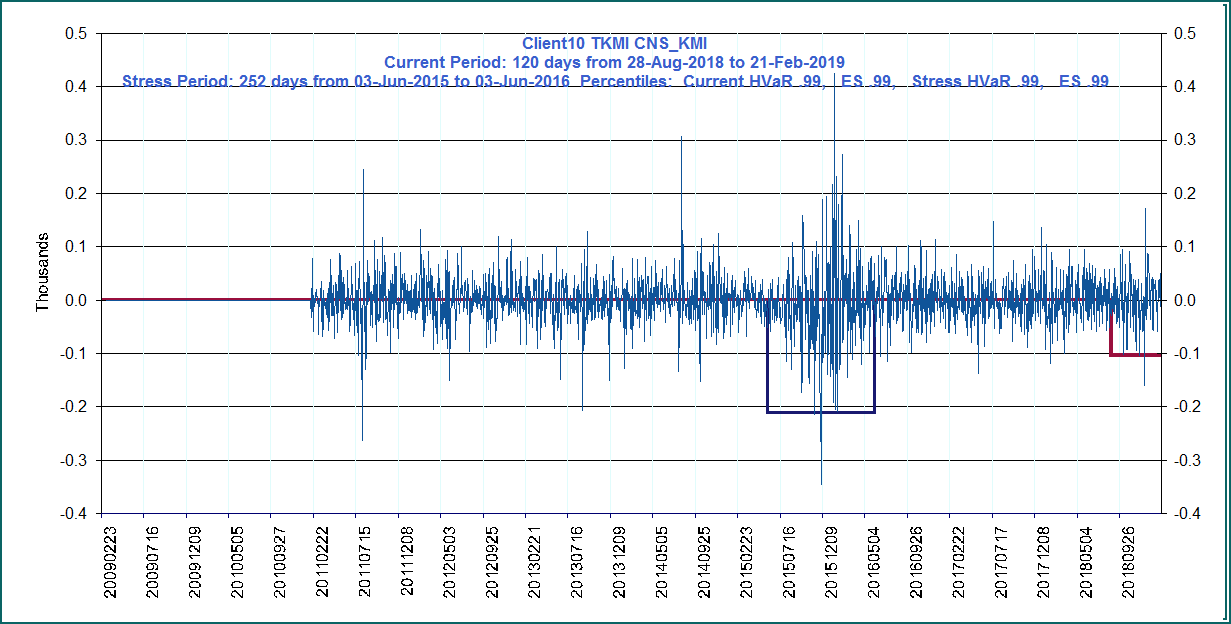 Client10 TKMI CNS_KMI
Current Period: 120 days from 28-Aug-2018 to 21-Feb-2019
Stress Period: 252 days from 03-Jun-2015 to 03-Jun-2016 Percentiles: Current HVaR .99, ES .99, Stress HVaR .99, ES .99
0.5 0.5
0.4 0.4
0.3 0.3
0.2 0.2
0.1 0.1
Thousands
0.0 0.0
-0.1 -0.1
-0.2 -0.2
-0.3 -0.3
-0.4 -0.4
20090223 20090716 20091209 20100505 20100927 20110222 20110715 20111208 20120503 20120925 20130221 20130716 20131209 20140505 20140925 20150223 20150716 20151209 20160504 20160926 20170222 20170717 20171208 20180504 20180926